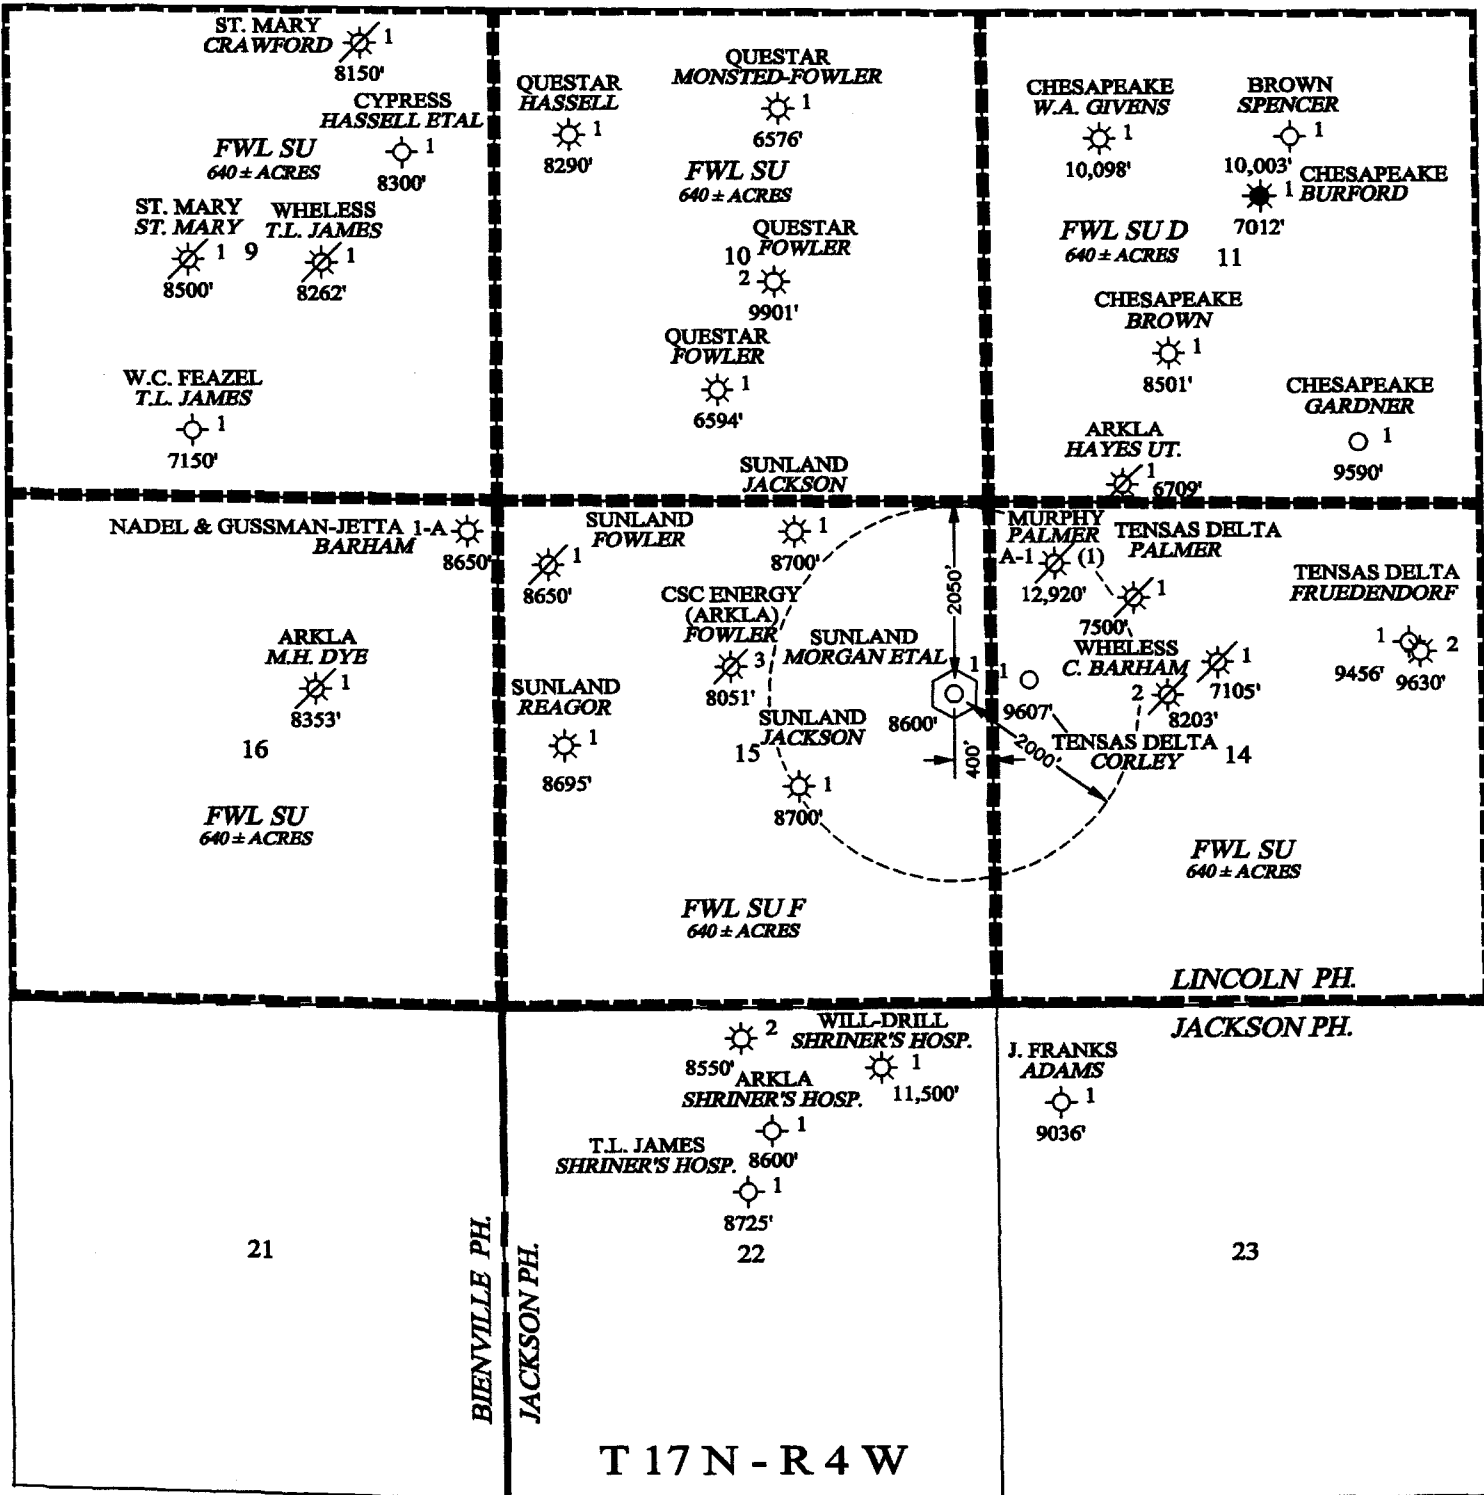 ST. MARY
CRAWFORD 1
8150'
CYPRESS
HASSELL ETAL
1
8300'
FWL SU
640 ± ACRES
ST. MARY
ST. MARY
1
8500'
9
WHELESS
T.L. JAMES
1
8262'
W.C. FEAZEL
T.L. JAMES
1
7150'
QUESTAR
HASSELL
1
8290'
QUESTAR
MONSTED-FOWLER
1
6576'
FWL SU
640 ± ACRES
QUESTAR
FOWLER
10
2
9901'
QUESTAR
FOWLER
1
6594'
SUNLAND
JACKSON
CHESAPEAKE
W.A. GIVENS
1
10,098'
BROWN
SPENCER
1
10,003'
CHESAPEAKE
BURFORD
1
7012'
FWL SU D
640 ± ACRES
11
CHESAPEAKE
BROWN
1
8501'
CHESAPEAKE
GARDNER
1
9590'
ARKLA
HAYES UT.
1
6709'
NADEL & GUSSMAN-JETTA 1-A
BARHAM
8650'
ARKLA
M.H. DYE
1
8353'
16
FWL SU
640 ± ACRES
SUNLAND
FOWLER
1
8650'
1
8700'
CSC ENERGY
(ARKLA)
FOWLER
3
8051'
SUNLAND
MORGAN ETAL
1
8600'
2050'
400'
2000'
SUNLAND
REAGOR
1
8695'
SUNLAND
JACKSON
15
1
8700'
FWL SU F
640 ± ACRES
MURPHY
PALMER
A-1 (1)
12,920'
TENSAS DELTA
PALMER
1
7500'
TENSAS DELTA
FRUEDENDORF
1
2
9456'
9630'
WHELESS
C. BARHAM
1
7105'
2
8203'
1
9607'
TENSAS DELTA
CORLEY
14
FWL SU
640 ± ACRES
LINCOLN PH.
JACKSON PH.
WILL-DRILL
SHRINER'S HOSP.
2
8550'
1
11,500'
ARKLA
SHRINER'S HOSP.
1
8600'
T.L. JAMES
SHRINER'S HOSP.
1
8725'
J. FRANKS
ADAMS
1
9036'
21
22
23
BIENVILLE PH.
JACKSON PH.
T 17 N - R 4 W